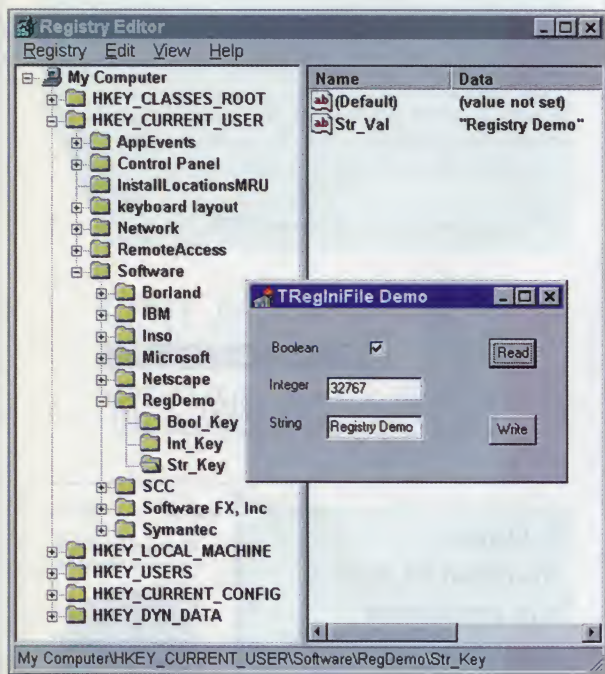 Registry Editor
Registry Edit View Help
My Computer
HKEY_CLASSES_ROOT
HKEY_CURRENT_USER
AppEvents
Control Panel
InstallLocationsMRU
keyboard layout
Network
RemoteAccess
Software
Borland
IBM
Inso
Microsoft
Netscape
RegDemo
Bool_Key
Int_Key
Str_Key
SCC
Software FX, Inc
Symantec
HKEY_LOCAL_MACHINE
HKEY_USERS
HKEY_CURRENT_CONFIG
HKEY_DYN_DATA
Name Data
ab (Default) (value not set)
ab Str_Val "Registry Demo"
TRegIniFile Demo
Boolean
Read
Integer 32767
String Registry Demo
Write
My Computer\HKEY_CURRENT_USER\Software\RegDemo\Str_Key